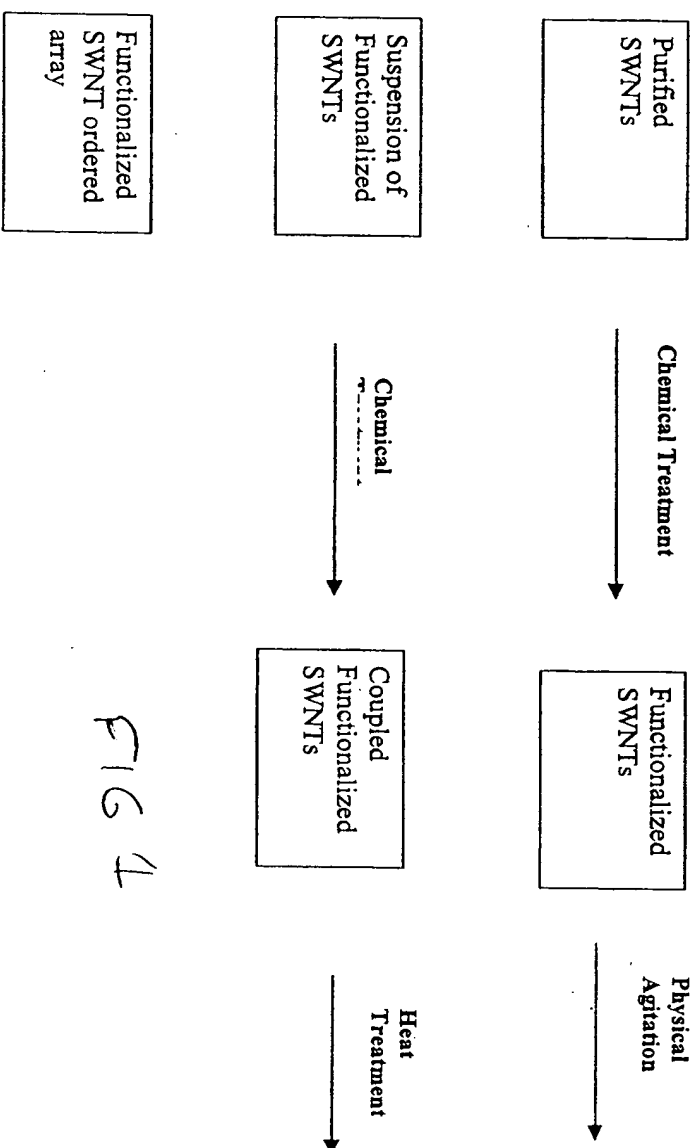 Purified
SWNTs
Chemical Treatment
Functionalized
SWNTs
Physical
Agitation
Suspension of
Functionalized
SWNTs
Chemical
Coupled
Functionalized
SWNTs
Heat
Treatment
Functionalized
SWNT ordered
array
FIG 1